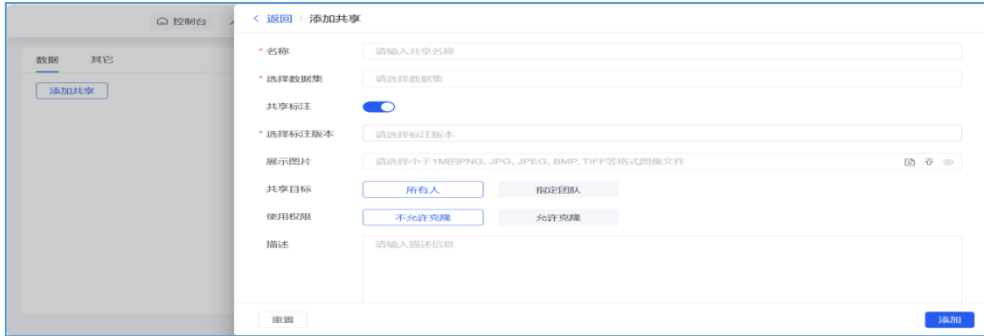 控制台
< 返回 | 添加共享
数据 其它
添加共享
* 名称 请输入共享名称
* 选择数据集 请选择数据集
共享标注
* 选择标注版本 请选择标注版本
展示图片 请选择小于1M的PNG, JPG, JPEG, BMP, TIFF等格式图像文件
共享目标 所有人 指定团队
使用权限 不允许克隆 允许克隆
描述 请输入描述信息
重置 添加